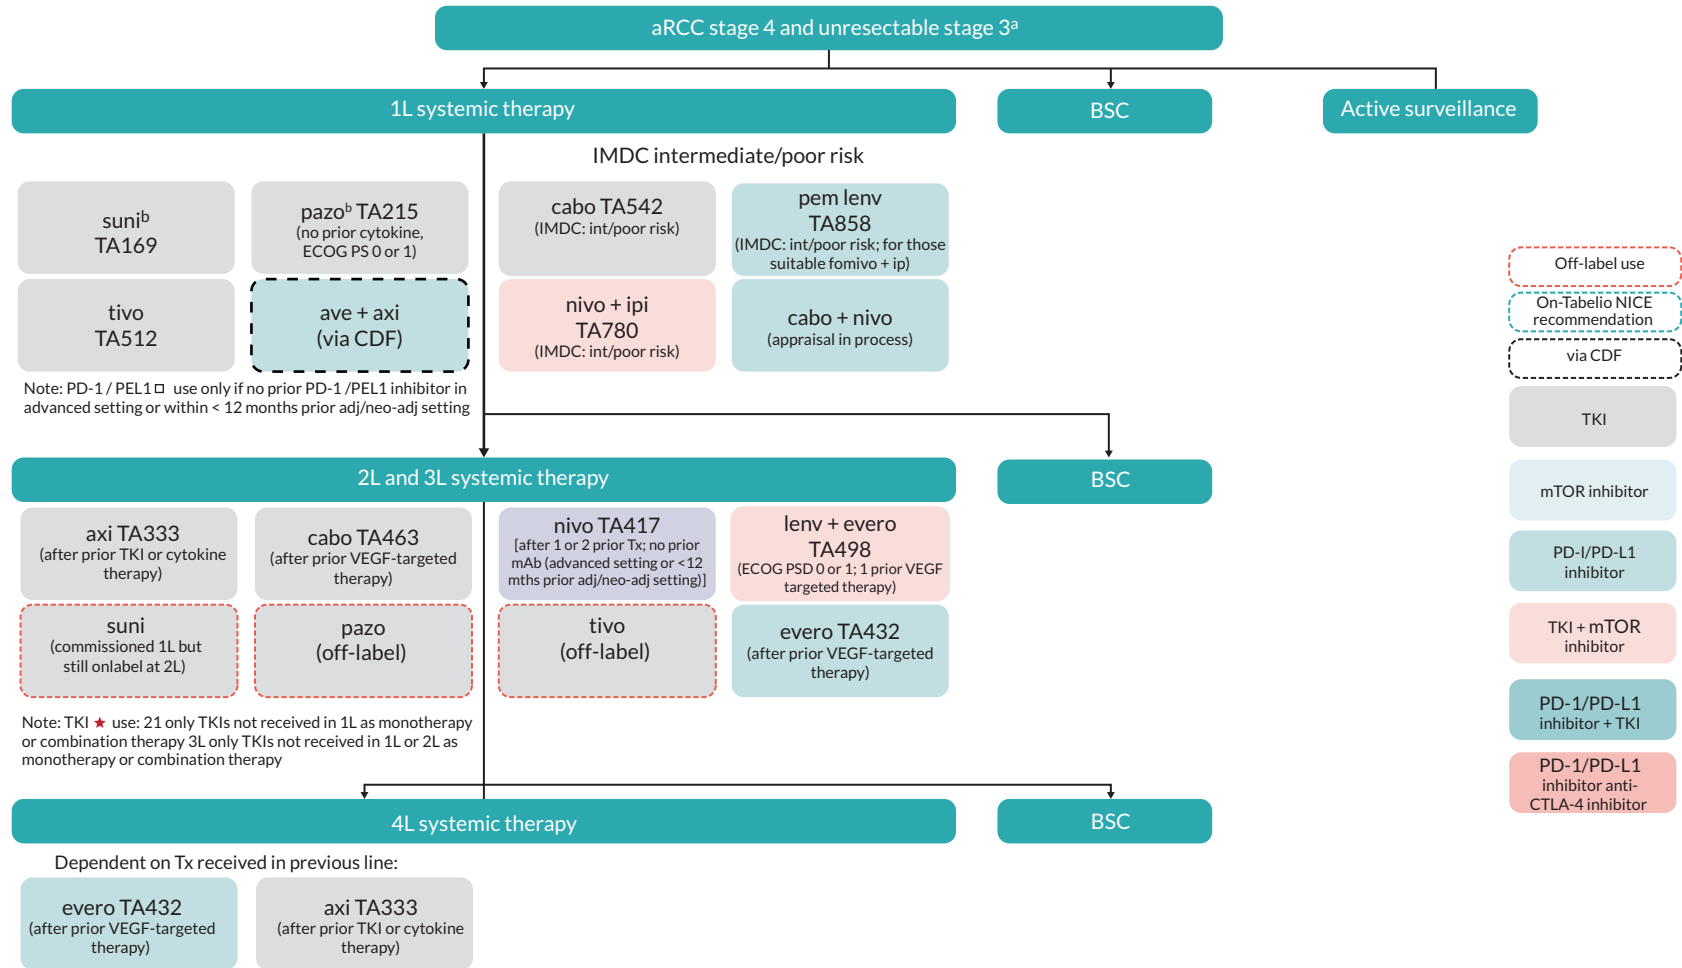 aRCC stage 4 and unresectable stage 3ᵃ
1L systemic therapy
BSC
Active surveillance
IMDC intermediate/poor risk
suniᵇ
TA169
pazoᵇ TA215
(no prior cytokine,
ECOG PS 0 or 1)
cabo TA542
(IMDC: int/poor risk)
pem lenv
TA858
(IMDC: int/poor risk; for those
suitable fomivo + ip)
tivo
TA512
ave + axi
(via CDF)
nivo + ipi
TA780
(IMDC: int/poor risk)
cabo + nivo
(appraisal in process)
Note: PD-1 / PEL1 □ use only if no prior PD-1 /PEL1 inhibitor in
advanced setting or within < 12 months prior adj/neo-adj setting
2L and 3L systemic therapy
BSC
axi TA333
(after prior TKI or cytokine
therapy)
cabo TA463
(after prior VEGF-targeted
therapy)
nivo TA417
[after 1 or 2 prior Tx; no prior
mAb (advanced setting or <12
mths prior adj/neo-adj setting)]
lenv + evero
TA498
(ECOG PSD 0 or 1; 1 prior VEGF
targeted therapy)
suni
(commissioned 1L but
still onlabel at 2L)
pazo
(off-label)
tivo
(off-label)
evero TA432
(after prior VEGF-targeted
therapy)
Note: TKI ★ use: 21 only TKIs not received in 1L as monotherapy
or combination therapy 3L only TKIs not received in 1L or 2L as
monotherapy or combination therapy
4L systemic therapy
BSC
Dependent on Tx received in previous line:
evero TA432
(after prior VEGF-targeted
therapy)
axi TA333
(after prior TKI or cytokine
therapy)
Off-label use
On-Tabelio NICE
recommendation
via CDF
TKI
mTOR inhibitor
PD-I/PD-L1
inhibitor
TKI + mTOR
inhibitor
PD-1/PD-L1
inhibitor + TKI
PD-1/PD-L1
inhibitor anti-
CTLA-4 inhibitor